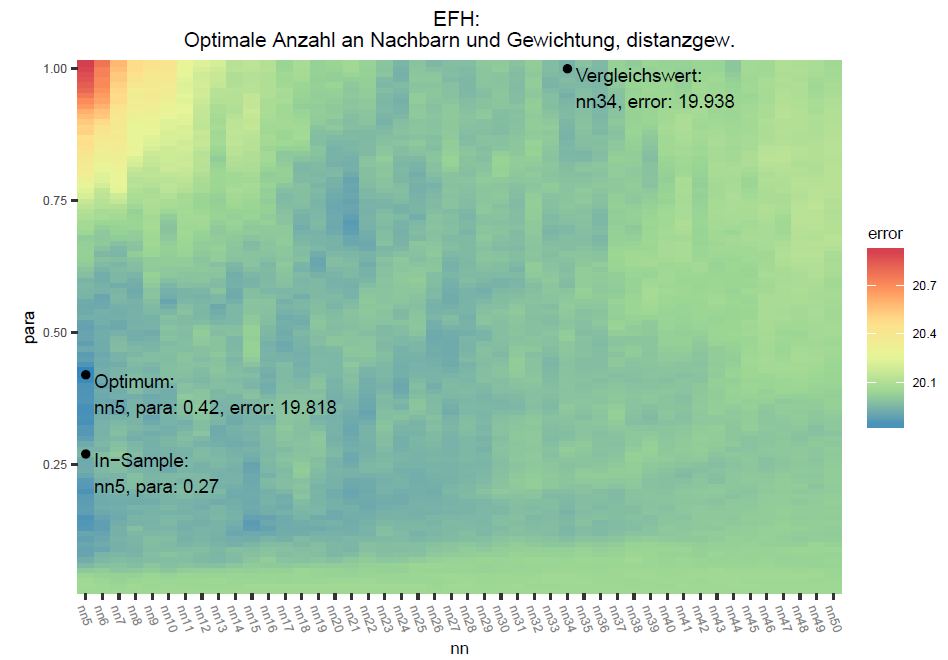 EFH:
Optimale Anzahl an Nachbarn und Gewichtung, distanzgew.
1.00
Vergleichswert:
nn34, error: 19.938
0.75
error
20.7
0.50
20.4
Optimum:
20.1
nn5, para: 0.42, error: 19.818
para
In−Sample:
0.25
nn5, para: 0.27
nn5 nn6 nn7 nn8 nn9 nn10 nn11 nn12 nn13 nn14 nn15 nn16 nn17 nn18 nn19 nn20 nn21 nn22 nn23 nn24 nn25 nn26 nn27 nn28 nn29 nn30 nn31 nn32 nn33 nn34 nn35 nn36 nn37 nn38 nn39 nn40 nn41 nn42 nn43 nn44 nn45 nn46 nn47 nn48 nn49 nn50
nn